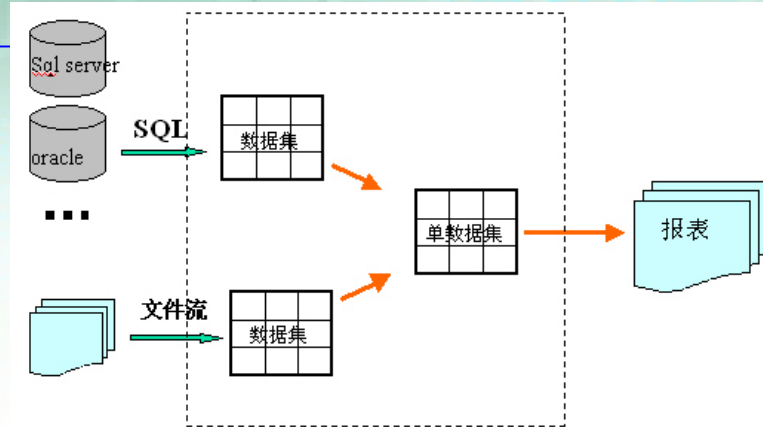 Sql server
SQL
oracle
...
数据集
单数据集
报表
文件流
数据集